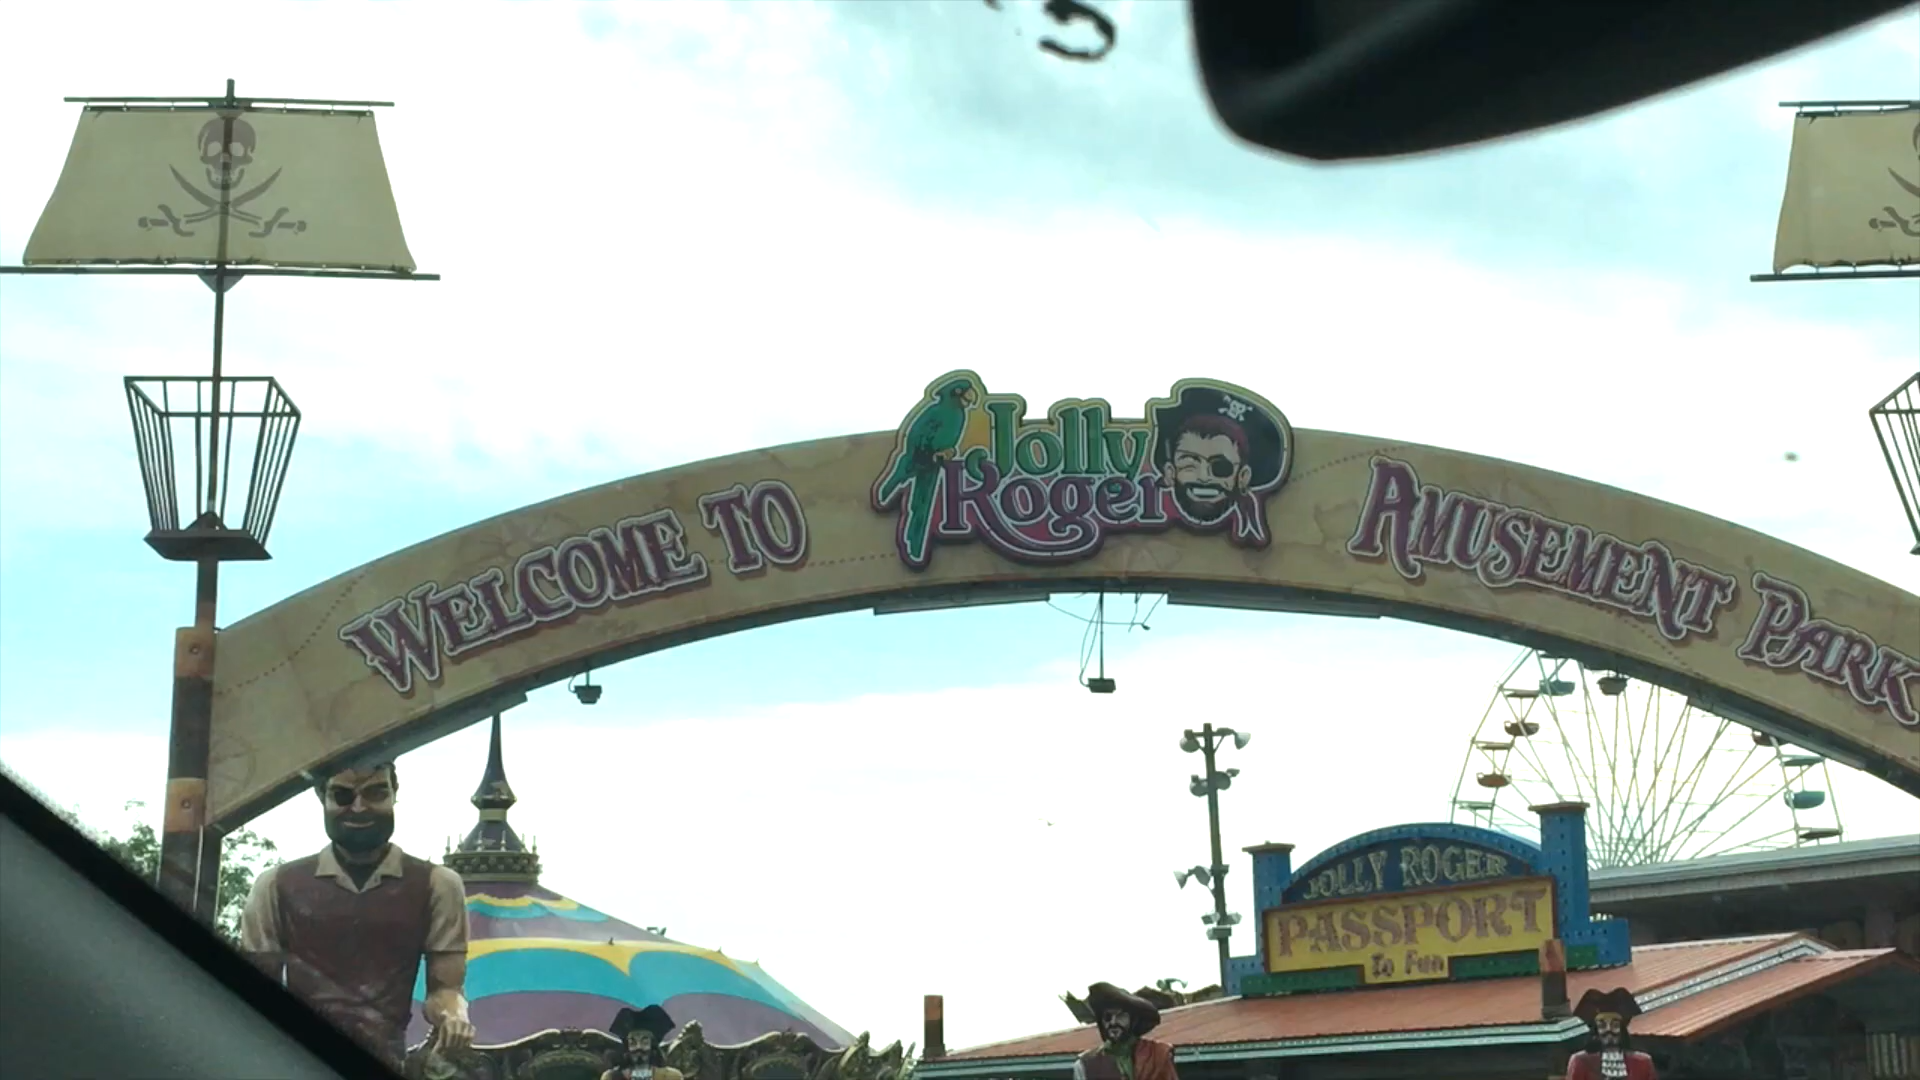 WELCOME TO
Jolly
Roger
AMUSEMENT PARK
JOLLY ROGER
PASSPORT
To Fun